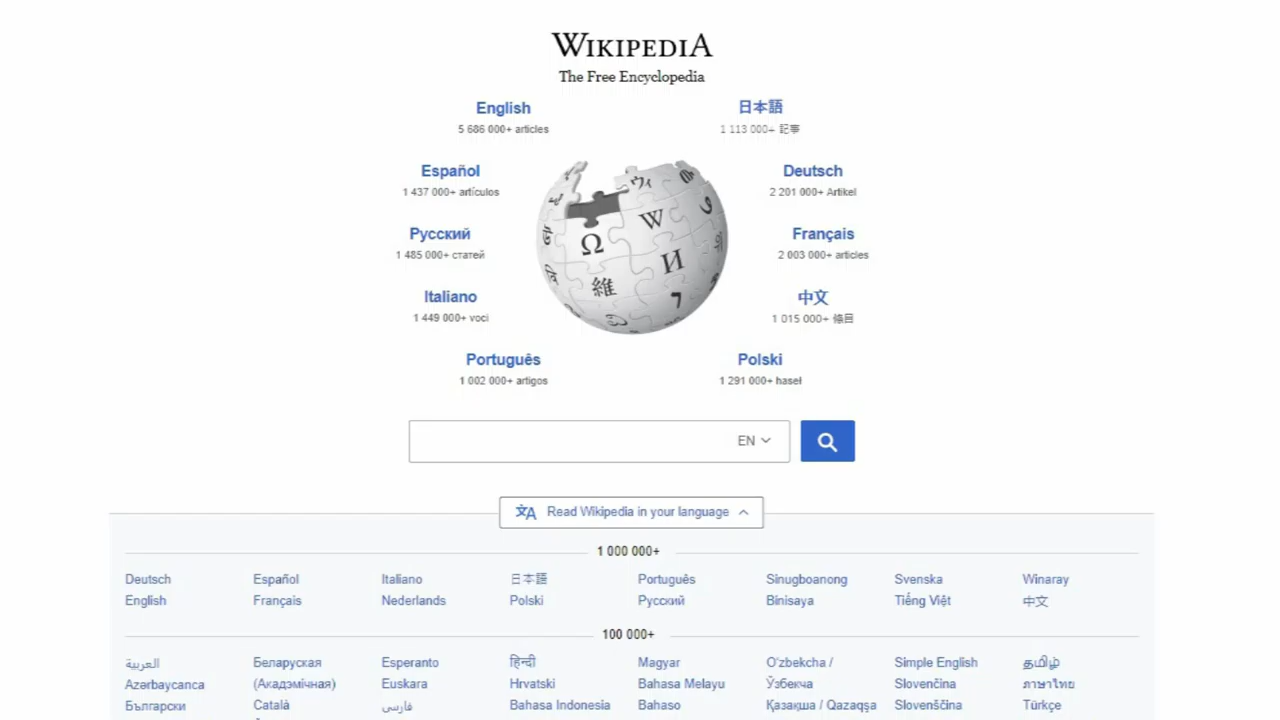 WIKIPEDIA
The Free Encyclopedia
English 日本語
5 686 000+ articles 1 113 000+ 記事
Español Deutsch
1 437 000+ artículos 2 201 000+ Artikel
Русский Français
1 485 000+ статей 2 003 000+ articles
Italiano 中文
1 449 000+ voci 1 015 000+ 條目
Português Polski
1 002 000+ artigos 1 291 000+ haseł
Ω W И 維 ウィ 7
EN
Read Wikipedia in your language
1 000 000+
Deutsch Español Italiano 日本語 Português Sinugboanong Svenska Winaray
English Français Nederlands Polski Русский Binisaya Tiếng Việt 中文
100 000+
العربية Беларуская Esperanto हिन्दी Magyar Oʻzbekcha / Simple English தமிழ்
Azərbaycanca (Акадэмічная) Euskara Hrvatski Bahasa Melayu Ўзбекча Slovenčina ภาษาไทย
Български Català فارسی Bahasa Indonesia Bahaso Қазақша / Qazaqşa Slovenščina Türkçe